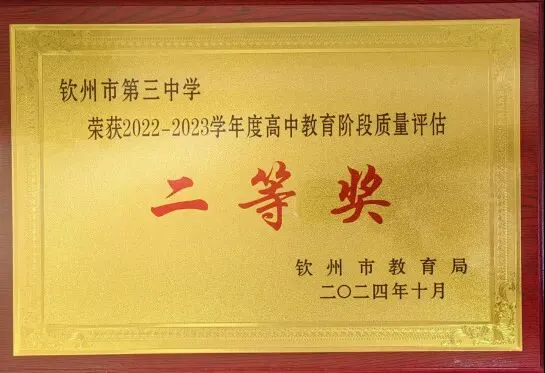 钦州市第三中学
荣获2022-2023学年度高中教育阶段质量评估
二等奖
钦州市教育局
二〇二四年十月